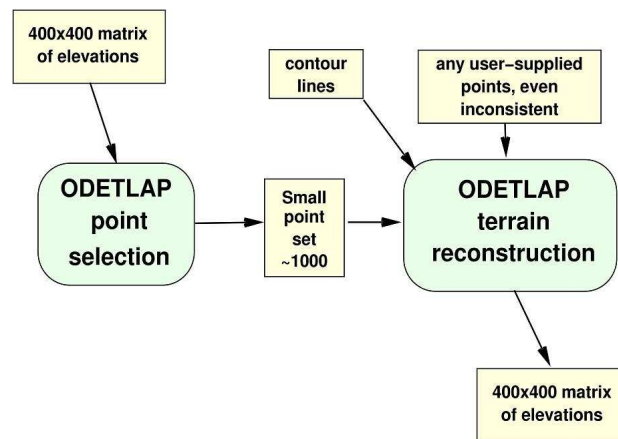 400x400 matrix
of elevations
contour
lines
any user−supplied
points, even
inconsistent
ODETLAP
point
selection
Small
point
set
~1000
ODETLAP
terrain
reconstruction
400x400 matrix
of elevations